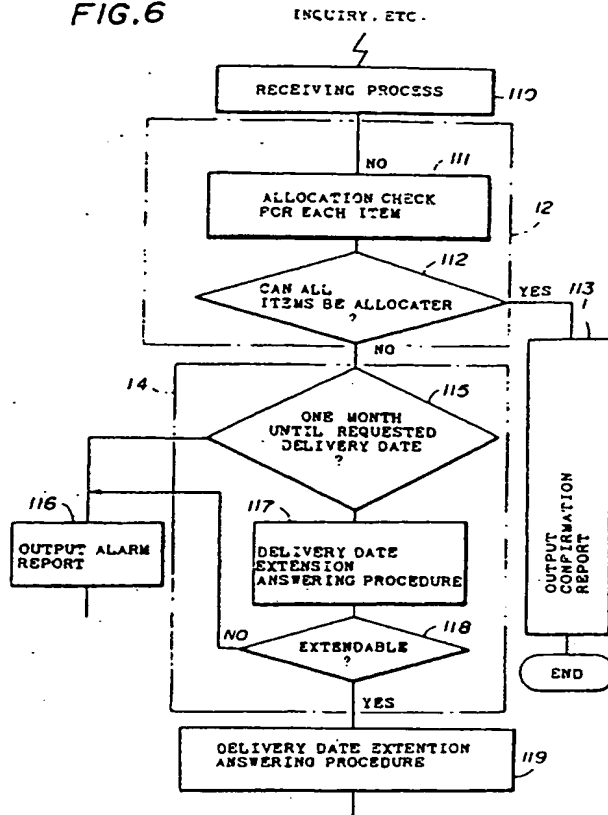 FIG.6
INQUIRY, ETC.
RECEIVING PROCESS
110
NO
111
ALLOCATION CHECK
FOR EACH ITEM
12
112
CAN ALL
ITEMS BE ALLOCATER
?
YES
113
NO
14
115
ONE MONTH
UNTIL REQUESTED
DELIVERY DATE
?
116
OUTPUT ALARM
REPORT
117
DELIVERY DATE
EXTENSION
ANSWERING PROCEDURE
OUTPUT
CONFIRMATION
REPORT
NO
118
EXTENDABLE
?
END
YES
DELIVERY DATE EXTENTION
ANSWERING PROCEDURE
119